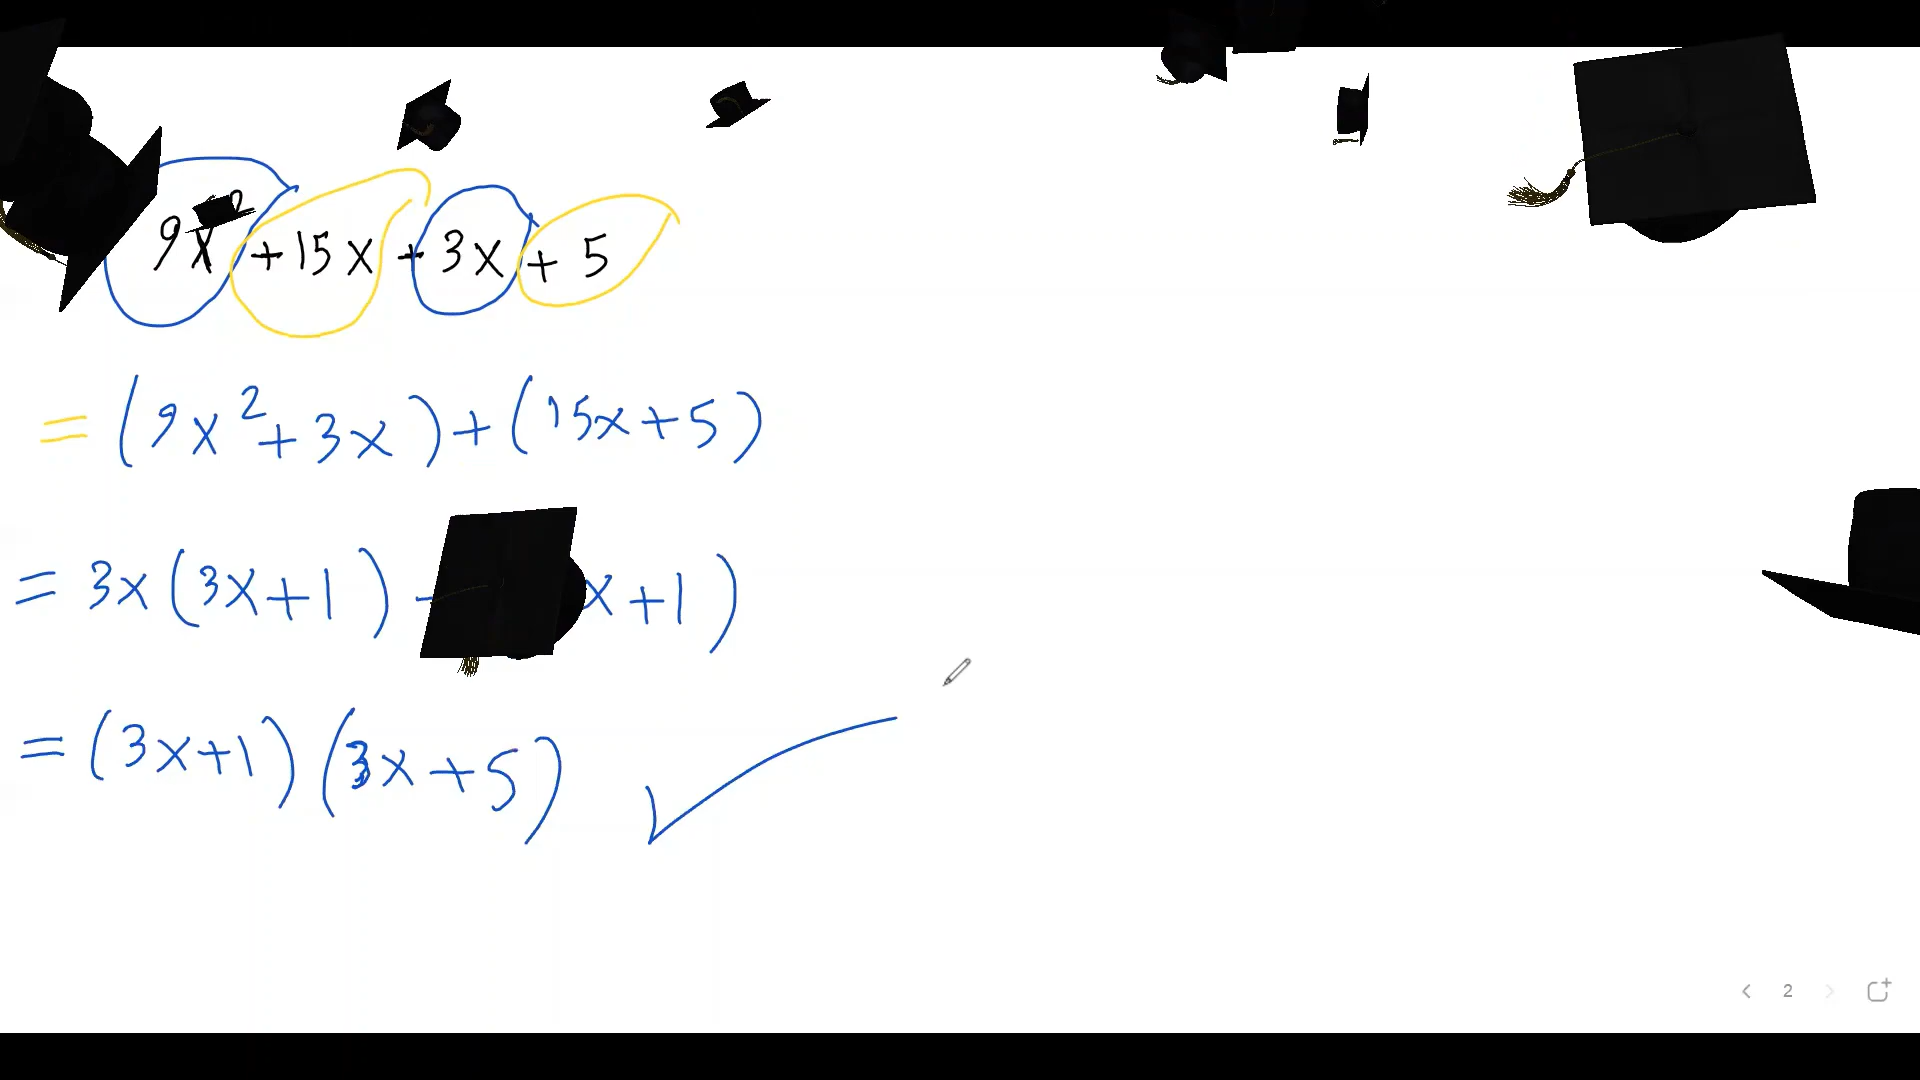 9x² + 15x + 3x + 5
= (9x² + 3x) + (15x + 5)
= 3x(3x + 1) x + 1)
= (3x + 1)(3x + 5)
2